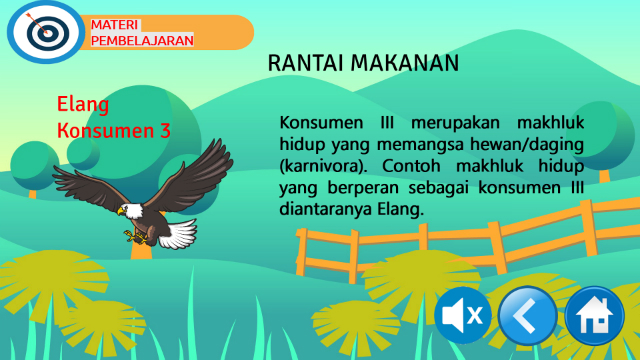 MATERI
PEMBELAJARAN
RANTAI MAKANAN
Elang
Konsumen 3
Konsumen III merupakan makhluk
hidup yang memangsa hewan/daging
(karnivora). Contoh makhluk hidup
yang berperan sebagai konsumen III
diantaranya Elang.